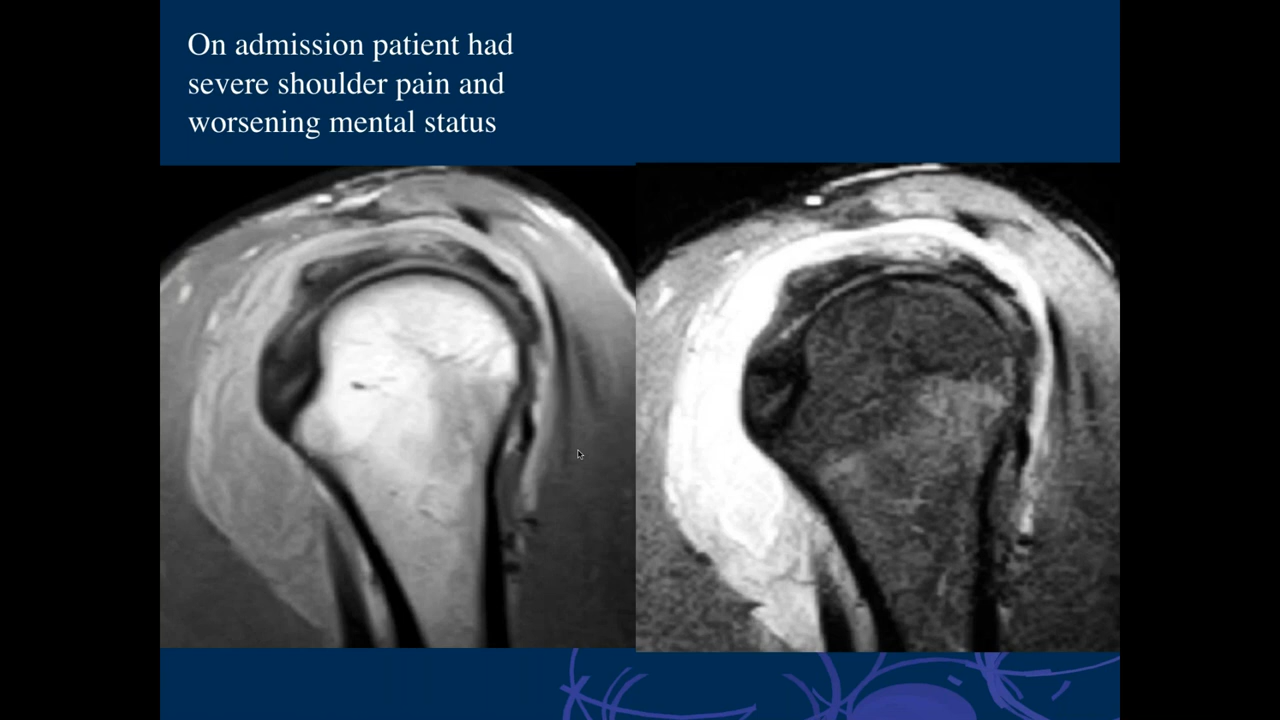 On admission patient had
severe shoulder pain and
worsening mental status